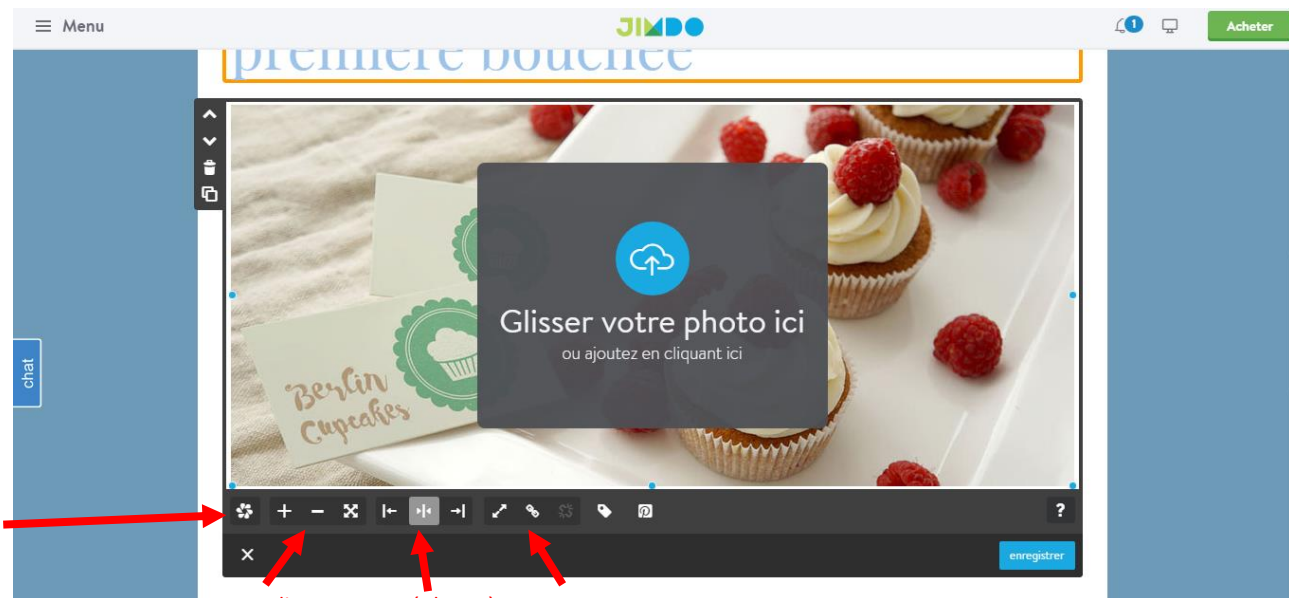 Menu
JIMDO
1
Acheter
première bouchée
Glisser votre photo ici
ou ajoutez en cliquant ici
Berlin
Cupcakes
chat
?
enregistrer